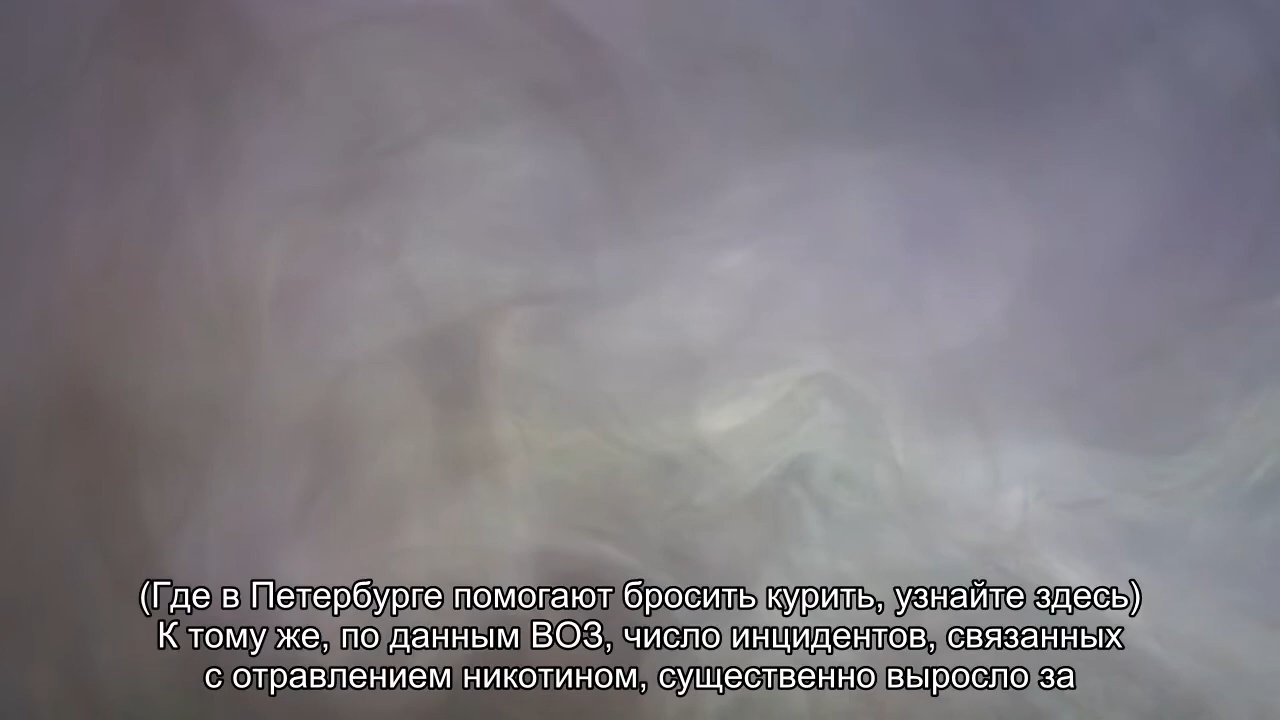 (Где в Петербурге помогают бросить курить, узнайте здесь)
К тому же, по данным ВОЗ, число инцидентов, связанных
с отравлением никотином, существенно выросло за